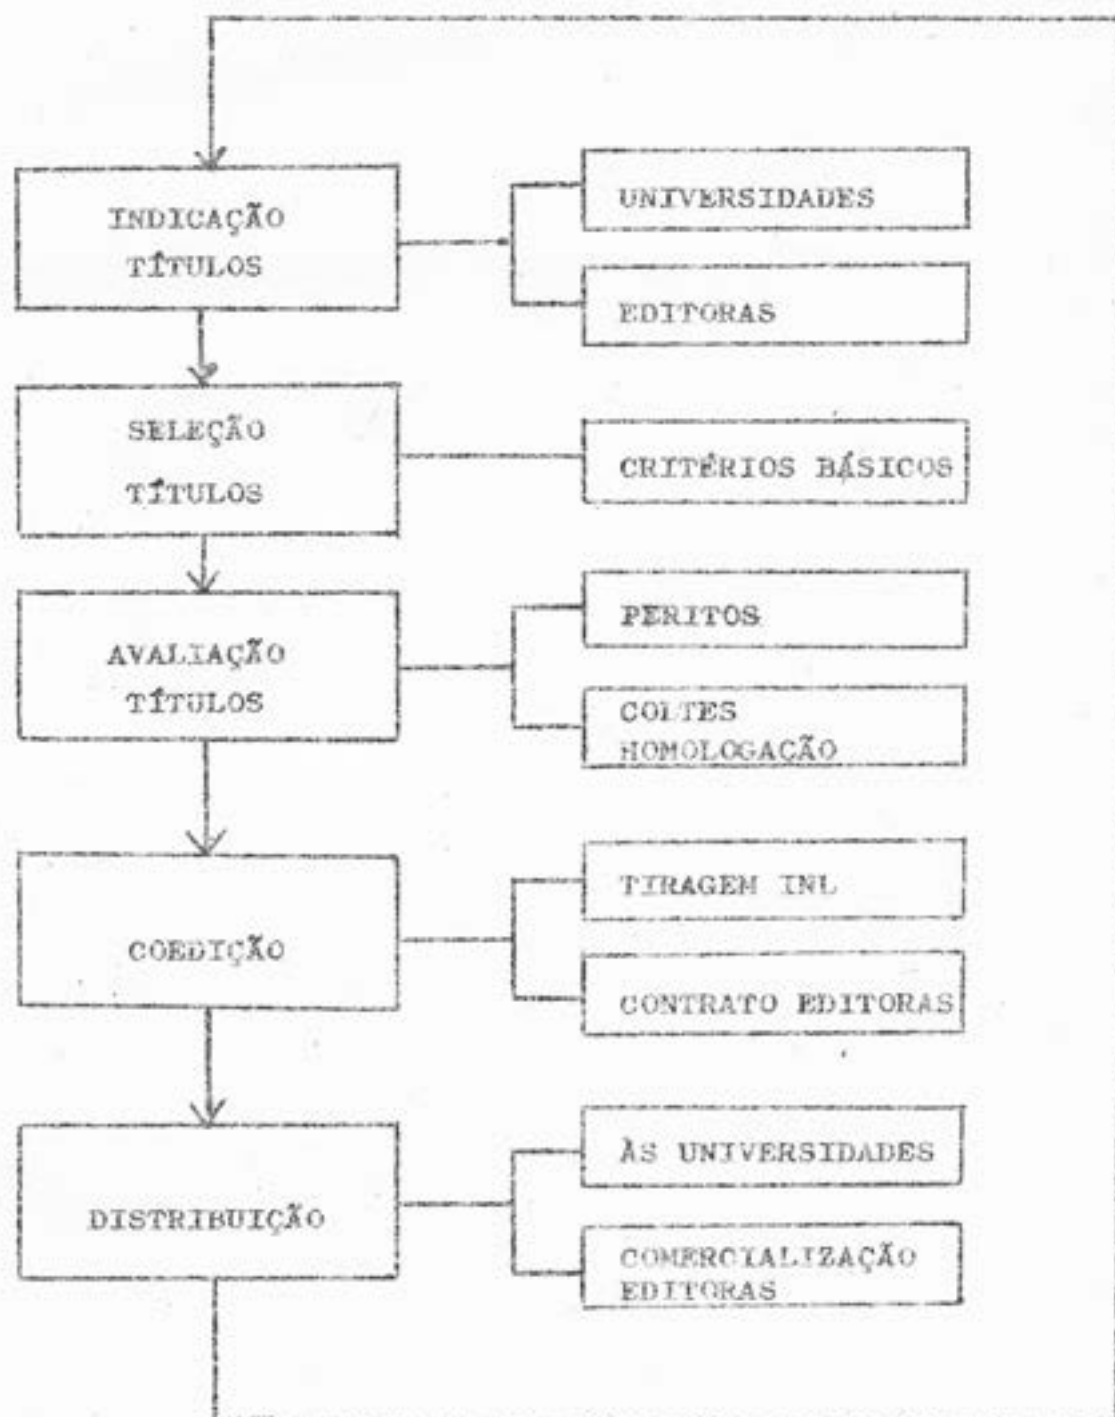 INDICAÇÃO
TÍTULOS
UNIVERSIDADES
EDITORAS
SELEÇÃO
TÍTULOS
CRITÉRIOS BÁSICOS
AVALIAÇÃO
TÍTULOS
PERITOS
COLTES
HOMOLOGAÇÃO
COEDIÇÃO
TIRAGEM INL
CONTRATO EDITORAS
DISTRIBUIÇÃO
ÀS UNIVERSIDADES
COMERCIALIZAÇÃO
EDITORAS